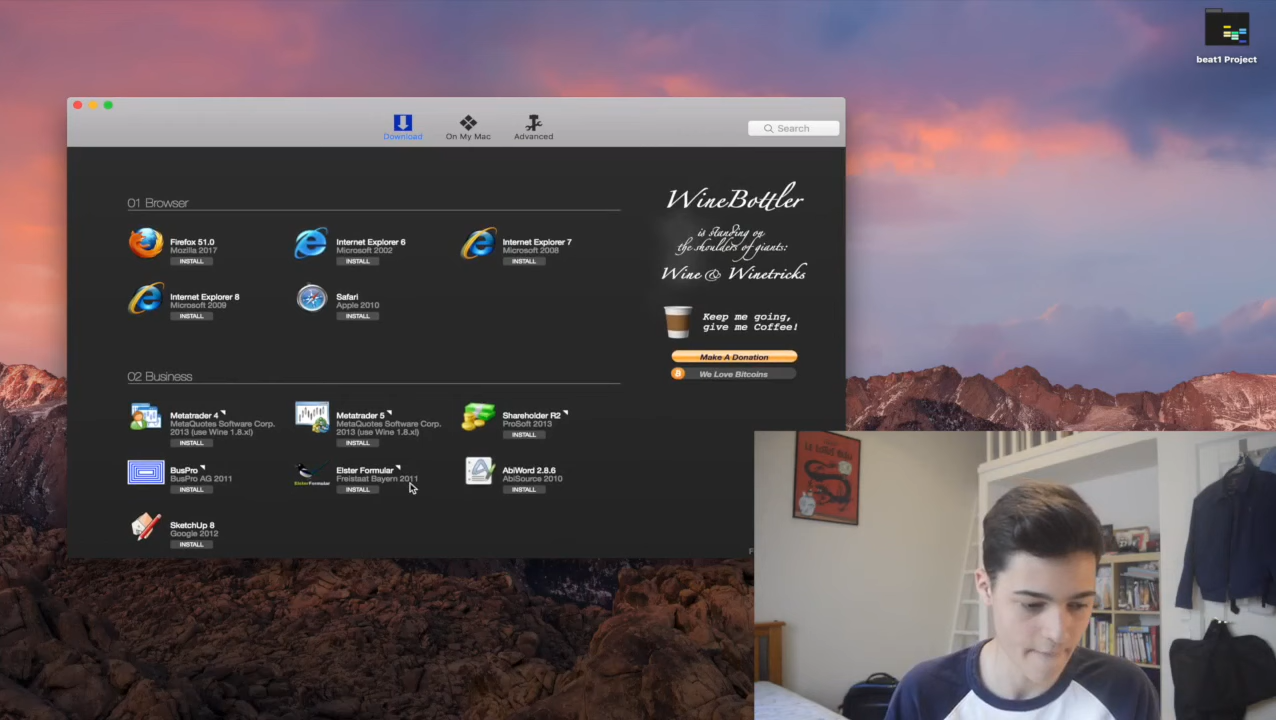 beat1 Project
Download
On My Mac
Advanced
Search
01 Browser
Firefox 51.0
Mozilla 2017
INSTALL
Internet Explorer 6
Microsoft 2002
INSTALL
Internet Explorer 7
Microsoft 2008
INSTALL
Internet Explorer 8
Microsoft 2009
INSTALL
Safari
Apple 2010
INSTALL
02 Business
Metatrader 4
MetaQuotes Software Corp.
2013 (use Wine 1.8.x!)
INSTALL
Metatrader 5
MetaQuotes Software Corp.
2013 (use Wine 1.8.x!)
INSTALL
Shareholder R2
ProSoft 2013
INSTALL
BusPro
BusPro AG 2011
INSTALL
Elster Formular
Freistast Bayern 2011
INSTALL
AbiWord 2.8.6
AbiSource 2010
INSTALL
SketchUp 8
Google 2012
INSTALL
WineBottler
is standing on
the shoulders of giants:
Wine & Winetricks
Keep me going,
give me Coffee!
Make A Donation
We Love Bitcoins